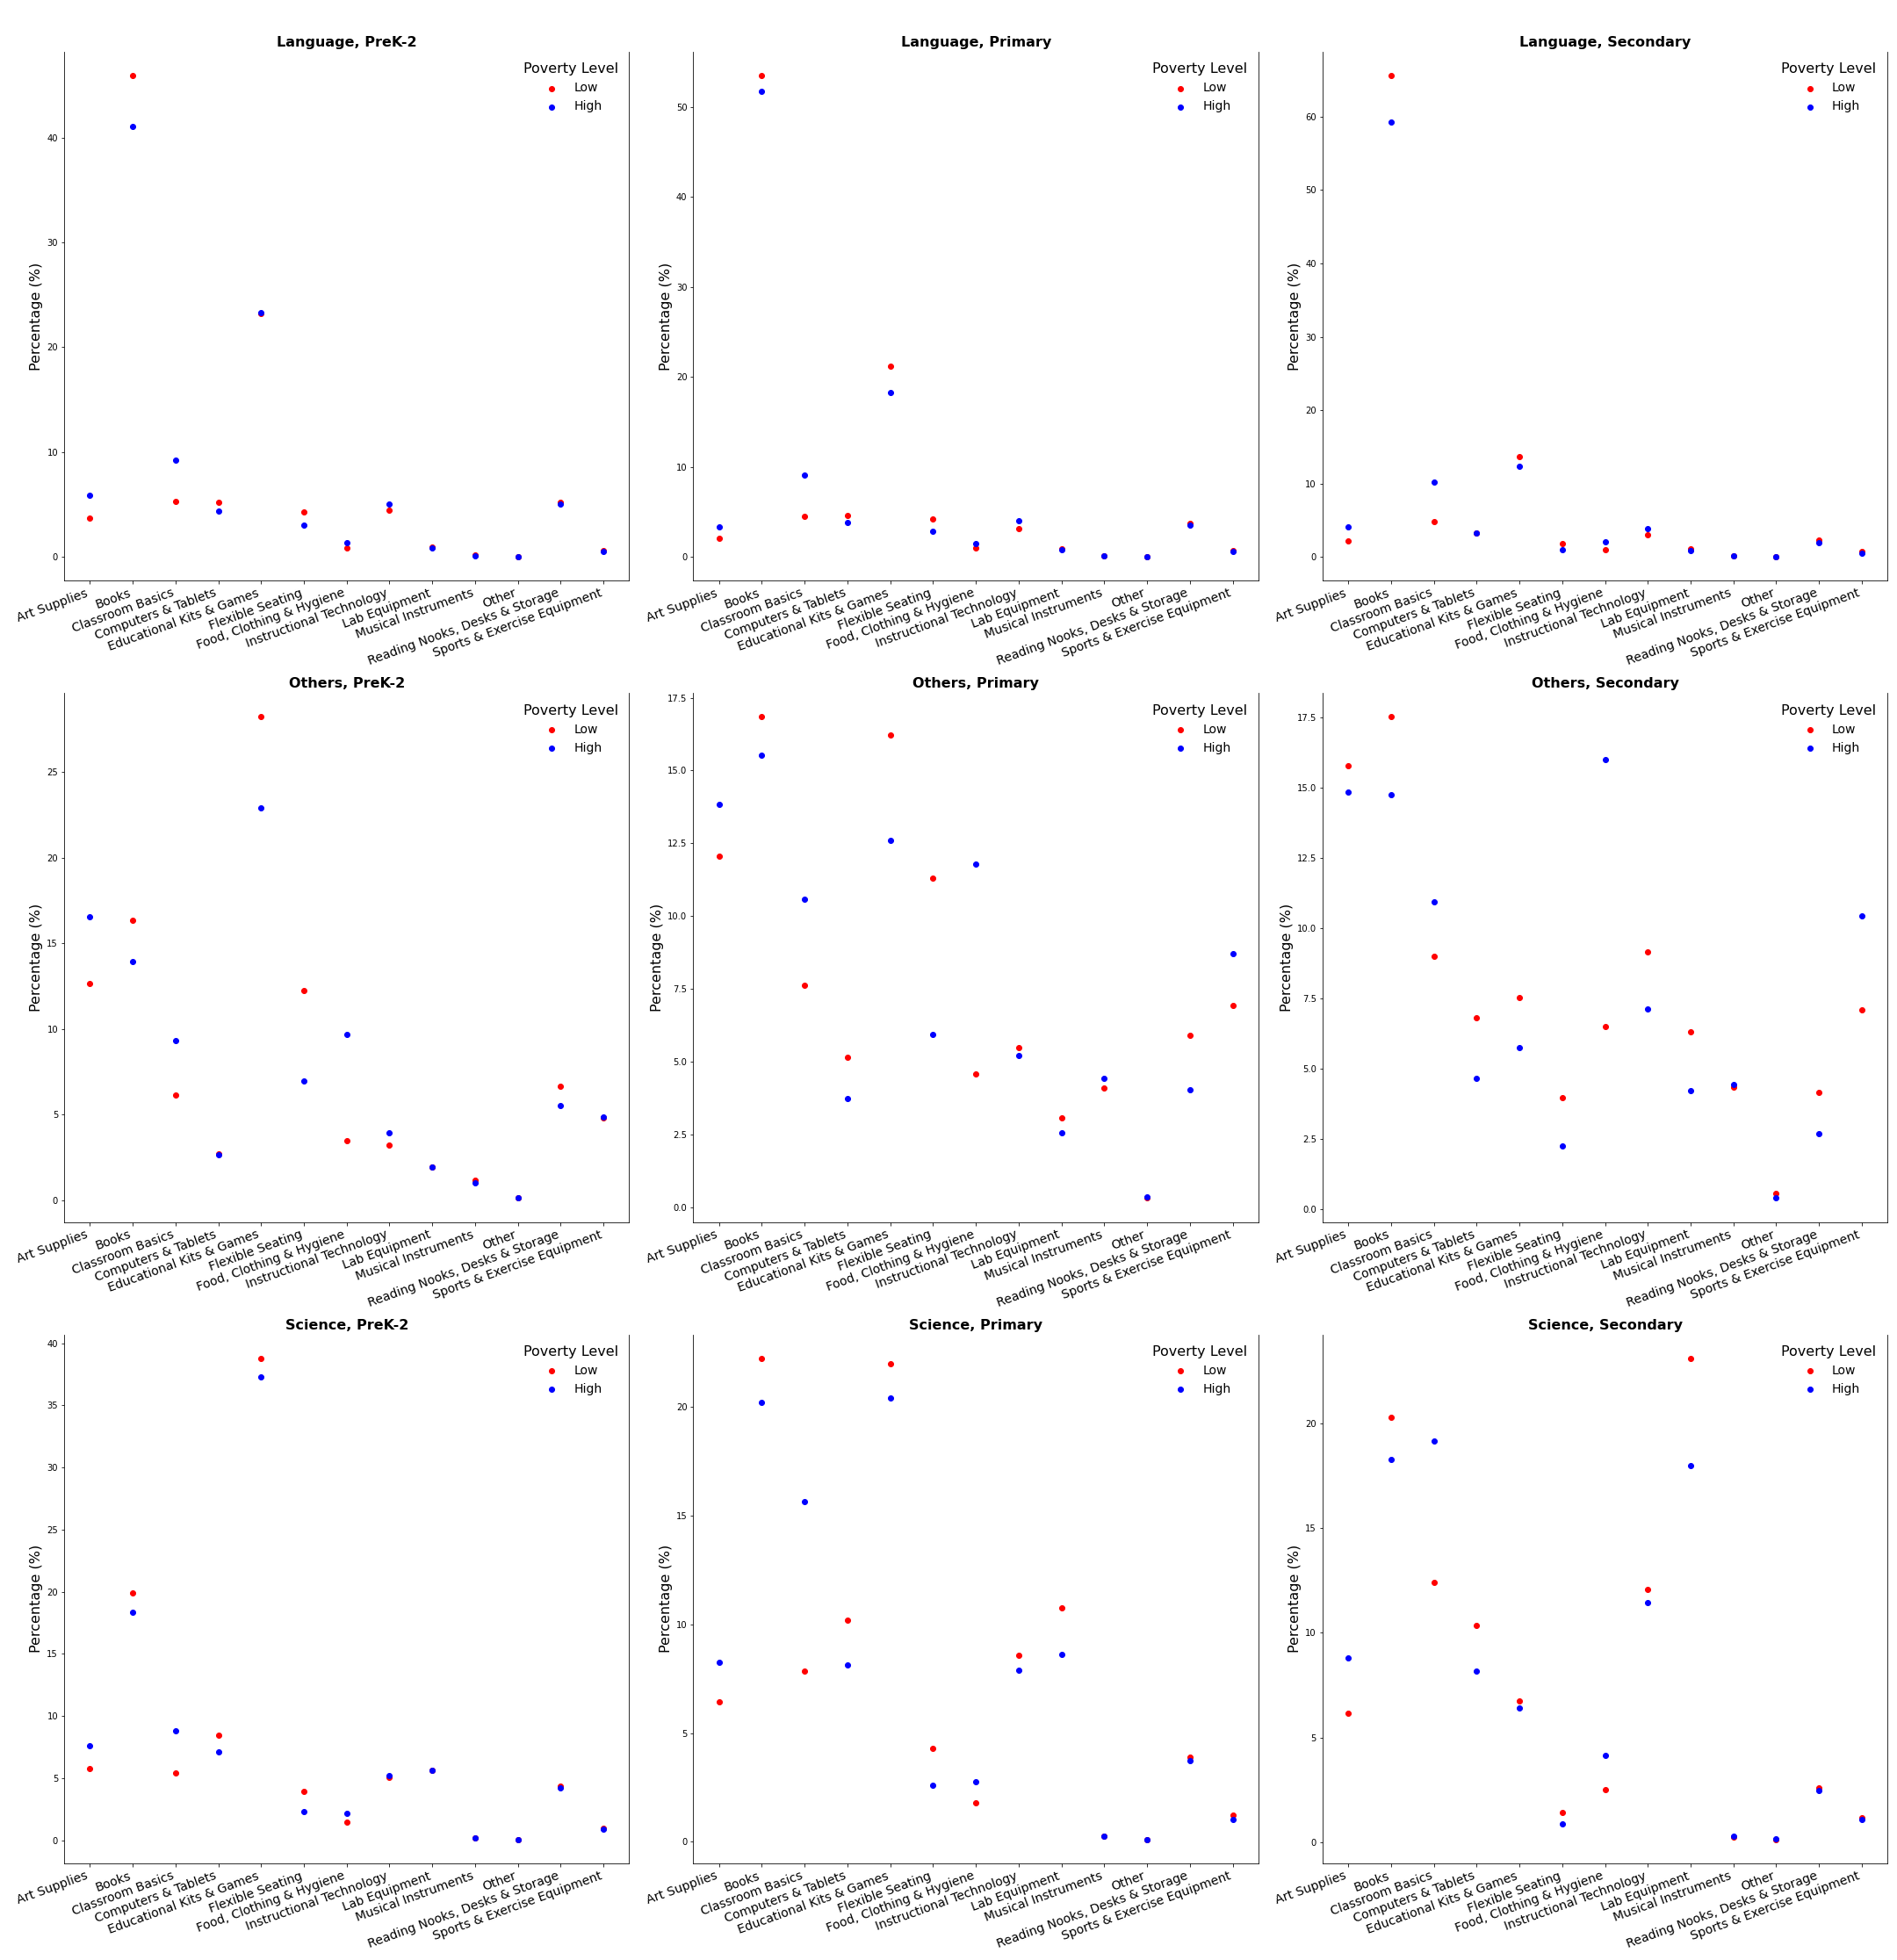 Language, PreK-2
Percentage (%)
40
30
20
10
0
Poverty Level
Low
High
Art Supplies
Books
Classroom Basics
Computers & Tablets
Educational Kits & Games
Flexible Seating
Food, Clothing & Hygiene
Instructional Technology
Lab Equipment
Musical Instruments
Other
Reading Nooks, Desks & Storage
Sports & Exercise Equipment
Language, Primary
Percentage (%)
50
40
30
20
10
0
Poverty Level
Low
High
Art Supplies
Books
Classroom Basics
Computers & Tablets
Educational Kits & Games
Flexible Seating
Food, Clothing & Hygiene
Instructional Technology
Lab Equipment
Musical Instruments
Other
Reading Nooks, Desks & Storage
Sports & Exercise Equipment
Language, Secondary
Percentage (%)
60
50
40
30
20
10
0
Poverty Level
Low
High
Art Supplies
Books
Classroom Basics
Computers & Tablets
Educational Kits & Games
Flexible Seating
Food, Clothing & Hygiene
Instructional Technology
Lab Equipment
Musical Instruments
Other
Reading Nooks, Desks & Storage
Sports & Exercise Equipment
Others, PreK-2
Percentage (%)
25
20
15
10
5
0
Poverty Level
Low
High
Art Supplies
Books
Classroom Basics
Computers & Tablets
Educational Kits & Games
Flexible Seating
Food, Clothing & Hygiene
Instructional Technology
Lab Equipment
Musical Instruments
Other
Reading Nooks, Desks & Storage
Sports & Exercise Equipment
Others, Primary
Percentage (%)
17.5
15.0
12.5
10.0
7.5
5.0
2.5
0.0
Poverty Level
Low
High
Art Supplies
Books
Classroom Basics
Computers & Tablets
Educational Kits & Games
Flexible Seating
Food, Clothing & Hygiene
Instructional Technology
Lab Equipment
Musical Instruments
Other
Reading Nooks, Desks & Storage
Sports & Exercise Equipment
Others, Secondary
Percentage (%)
17.5
15.0
12.5
10.0
7.5
5.0
2.5
0.0
Poverty Level
Low
High
Art Supplies
Books
Classroom Basics
Computers & Tablets
Educational Kits & Games
Flexible Seating
Food, Clothing & Hygiene
Instructional Technology
Lab Equipment
Musical Instruments
Other
Reading Nooks, Desks & Storage
Sports & Exercise Equipment
Science, PreK-2
Percentage (%)
40
35
30
25
20
15
10
5
0
Poverty Level
Low
High
Art Supplies
Books
Classroom Basics
Computers & Tablets
Educational Kits & Games
Flexible Seating
Food, Clothing & Hygiene
Instructional Technology
Lab Equipment
Musical Instruments
Other
Reading Nooks, Desks & Storage
Sports & Exercise Equipment
Science, Primary
Percentage (%)
20
15
10
5
0
Poverty Level
Low
High
Art Supplies
Books
Classroom Basics
Computers & Tablets
Educational Kits & Games
Flexible Seating
Food, Clothing & Hygiene
Instructional Technology
Lab Equipment
Musical Instruments
Other
Reading Nooks, Desks & Storage
Sports & Exercise Equipment
Science, Secondary
Percentage (%)
20
15
10
5
0
Poverty Level
Low
High
Art Supplies
Books
Classroom Basics
Computers & Tablets
Educational Kits & Games
Flexible Seating
Food, Clothing & Hygiene
Instructional Technology
Lab Equipment
Musical Instruments
Other
Reading Nooks, Desks & Storage
Sports & Exercise Equipment